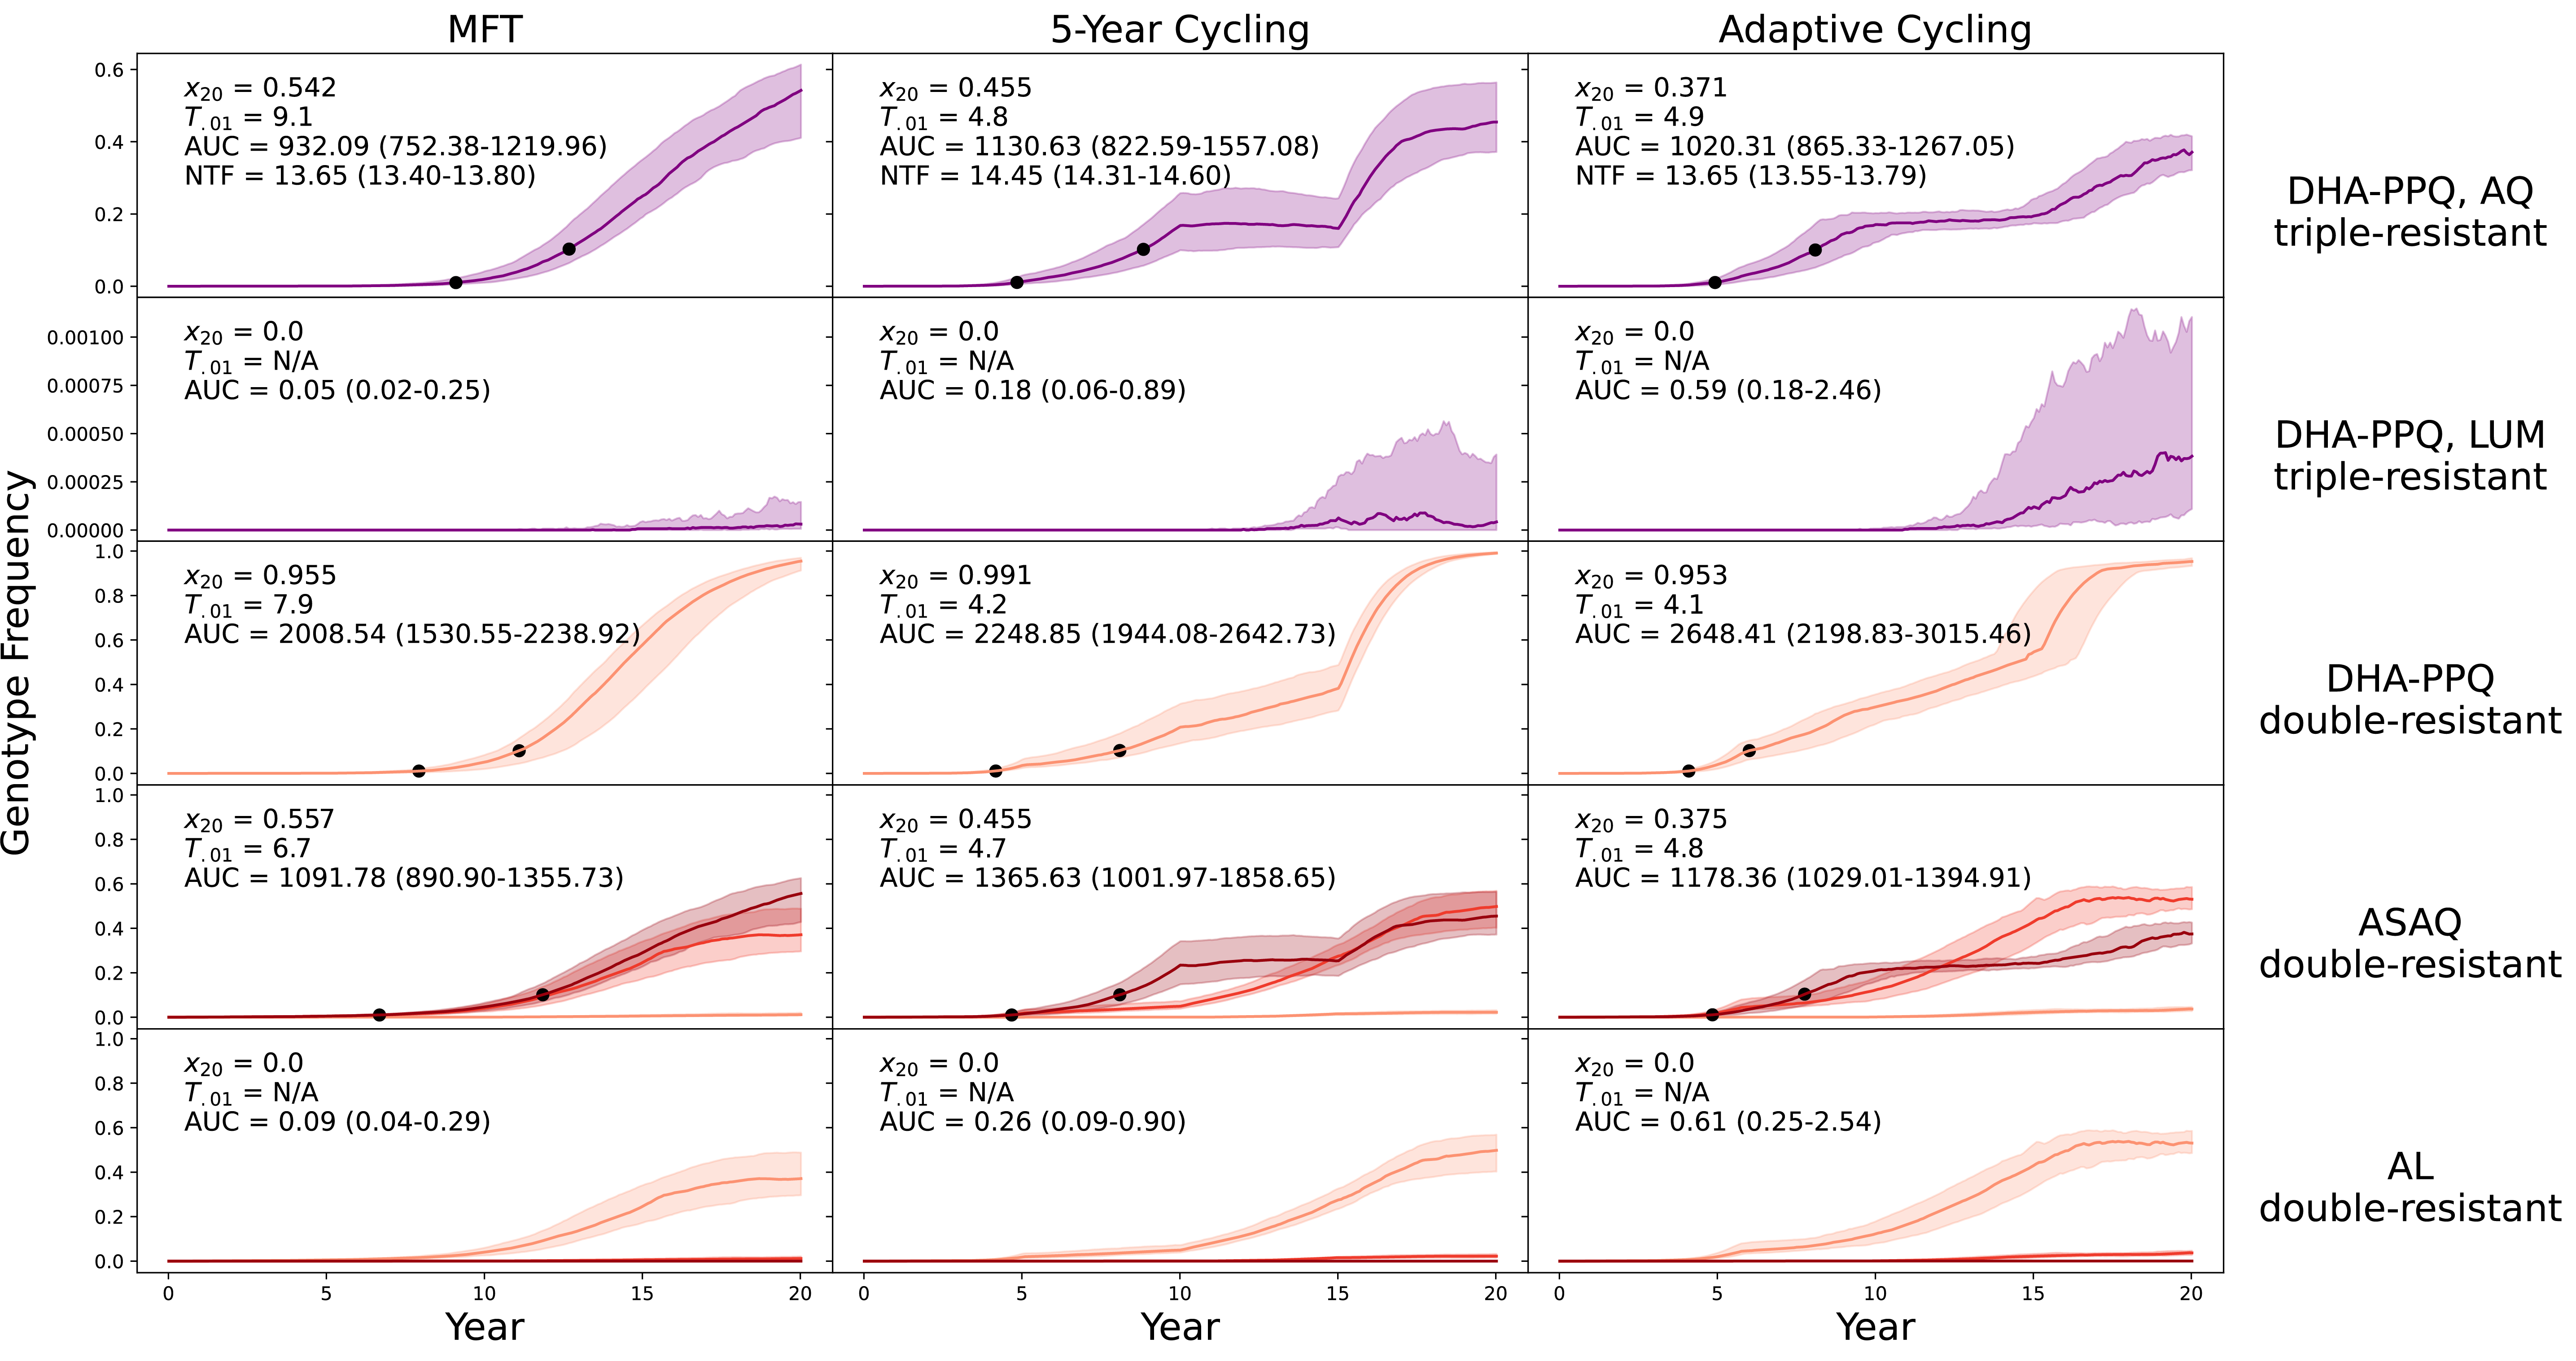 MFT
5-Year Cycling
Adaptive Cycling
Genotype Frequency
0.6
0.4
0.2
0.0
x20 = 0.542
T.01 = 9.1
AUC = 932.09 (752.38-1219.96)
NTF = 13.65 (13.40-13.80)
x20 = 0.455
T.01 = 4.8
AUC = 1130.63 (822.59-1557.08)
NTF = 14.45 (14.31-14.60)
x20 = 0.371
T.01 = 4.9
AUC = 1020.31 (865.33-1267.05)
NTF = 13.65 (13.55-13.79)
DHA-PPQ, AQ
triple-resistant
0.00100
0.00075
0.00050
0.00025
0.00000
x20 = 0.0
T.01 = N/A
AUC = 0.05 (0.02-0.25)
x20 = 0.0
T.01 = N/A
AUC = 0.18 (0.06-0.89)
x20 = 0.0
T.01 = N/A
AUC = 0.59 (0.18-2.46)
DHA-PPQ, LUM
triple-resistant
1.0
0.8
0.6
0.4
0.2
0.0
x20 = 0.955
T.01 = 7.9
AUC = 2008.54 (1530.55-2238.92)
x20 = 0.991
T.01 = 4.2
AUC = 2248.85 (1944.08-2642.73)
x20 = 0.953
T.01 = 4.1
AUC = 2648.41 (2198.83-3015.46)
DHA-PPQ
double-resistant
1.0
0.8
0.6
0.4
0.2
0.0
x20 = 0.557
T.01 = 6.7
AUC = 1091.78 (890.90-1355.73)
x20 = 0.455
T.01 = 4.7
AUC = 1365.63 (1001.97-1858.65)
x20 = 0.375
T.01 = 4.8
AUC = 1178.36 (1029.01-1394.91)
ASAQ
double-resistant
1.0
0.8
0.6
0.4
0.2
0.0
x20 = 0.0
T.01 = N/A
AUC = 0.09 (0.04-0.29)
x20 = 0.0
T.01 = N/A
AUC = 0.26 (0.09-0.90)
x20 = 0.0
T.01 = N/A
AUC = 0.61 (0.25-2.54)
AL
double-resistant
0 5 10 15 20
0 5 10 15 20
0 5 10 15 20
Year
Year
Year